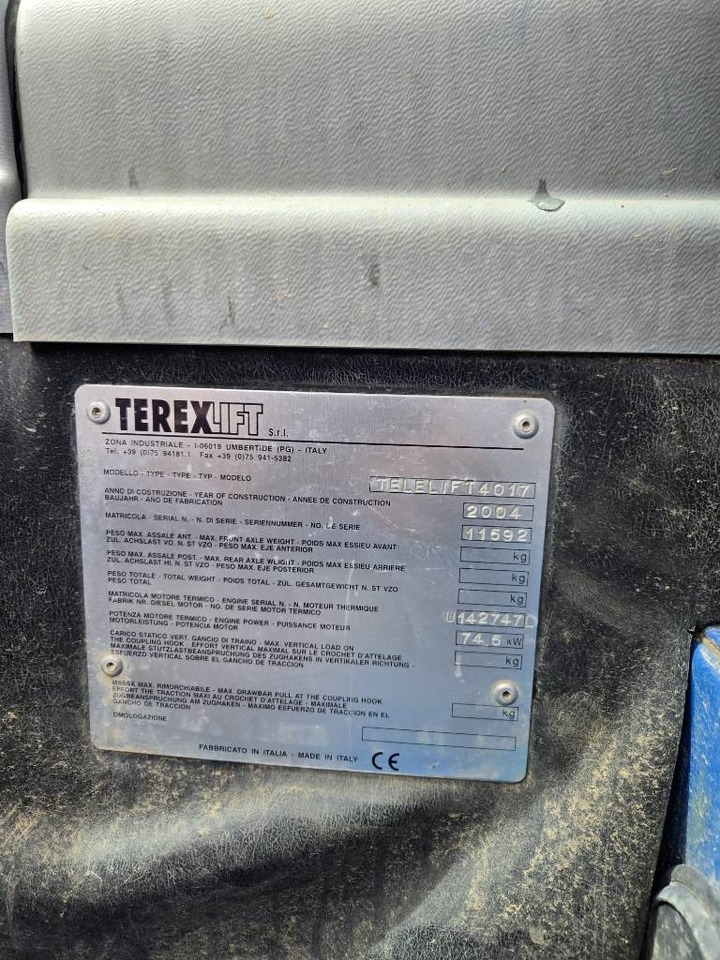 TEREXLIFT S.r.l.
ZONA INDUSTRIALE - I-06019 UMBERTIDE (PG) - ITALY
Tel. +39 (0)75 94181.1 Fax +39 (0)75 941-5382
MODELLO - TYPE - TYPE - TYP - MODELO TELELIFT4017
ANNO DI COSTRUZIONE - YEAR OF CONSTRUCTION - ANNEE DE CONSTRUCTION
BAUJAHR - ANO DE FABRICATION 2004
MATRICOLA - SERIAL N. - N. DI SERIE - SERIENNUMMER - NO. DE SERIE 11592
PESO MAX. ASSALE ANT. - MAX. FRONT AXLE WEIGHT - POIDS MAX ESSIEU AVANT
ZUL. ACHSLAST VO. N. ST VZO - PESO MAX. EJE ANTERIOR kg
PESO MAX. ASSALE POST. - MAX. REAR AXLE WEIGHT - POIDS MAX ESSIEU ARRIERE
ZUL. ACHSLAST HI. N. ST VZO - PESO MAX. EJE POSTERIOR kg
PESO TOTALE - TOTAL WEIGHT - POIDS TOTAL - ZUL. GESAMTGEWICHT N. ST VZO
PESO TOTAL kg
MATRICOLA MOTORE TERMICO - ENGINE SERIAL N. - N. MOTEUR THERMIQUE
FABRIK NR. DIESEL MOTOR - NO. DE SERIE MOTOR TERMICO U142747L
POTENZA MOTORE TERMICO - ENGINE POWER - PUISSANCE MOTEUR
MOTORLEISTUNG - POTENCIA MOTOR 74.5 kW
CARICO STATICO VERT. GANCIO DI TRAINO - MAX. VERTICAL LOAD ON
THE COUPLING HOOK - EFFORT VERTICAL MAXIMAL SUR LE CROCHET D'ATTELAGE
MAXIMALE STUTZLASTBEANSPRUCHUNG DES ZUGHAKENS IN VERTIKALER RICHTUNG -
ESFUERZO VERTICAL SOBRE EL GANCHO DE TRACCION kg
MASSA MAX. RIMORCHIABILE - MAX. DRAWBAR PULL AT THE COUPLING HOOK
EFFORT THE TRACTION MAXI AU CROCHET D'ATTELAGE - MAXIMALE
ZUGBEANSPRUCHUNG AM ZUGHAKEN - MAXIMO ESFUERZO DE TRACCION EN EL
GANCHO DE TRACCION kg
OMOLOGAZIONE
FABBRICATO IN ITALIA - MADE IN ITALY CE